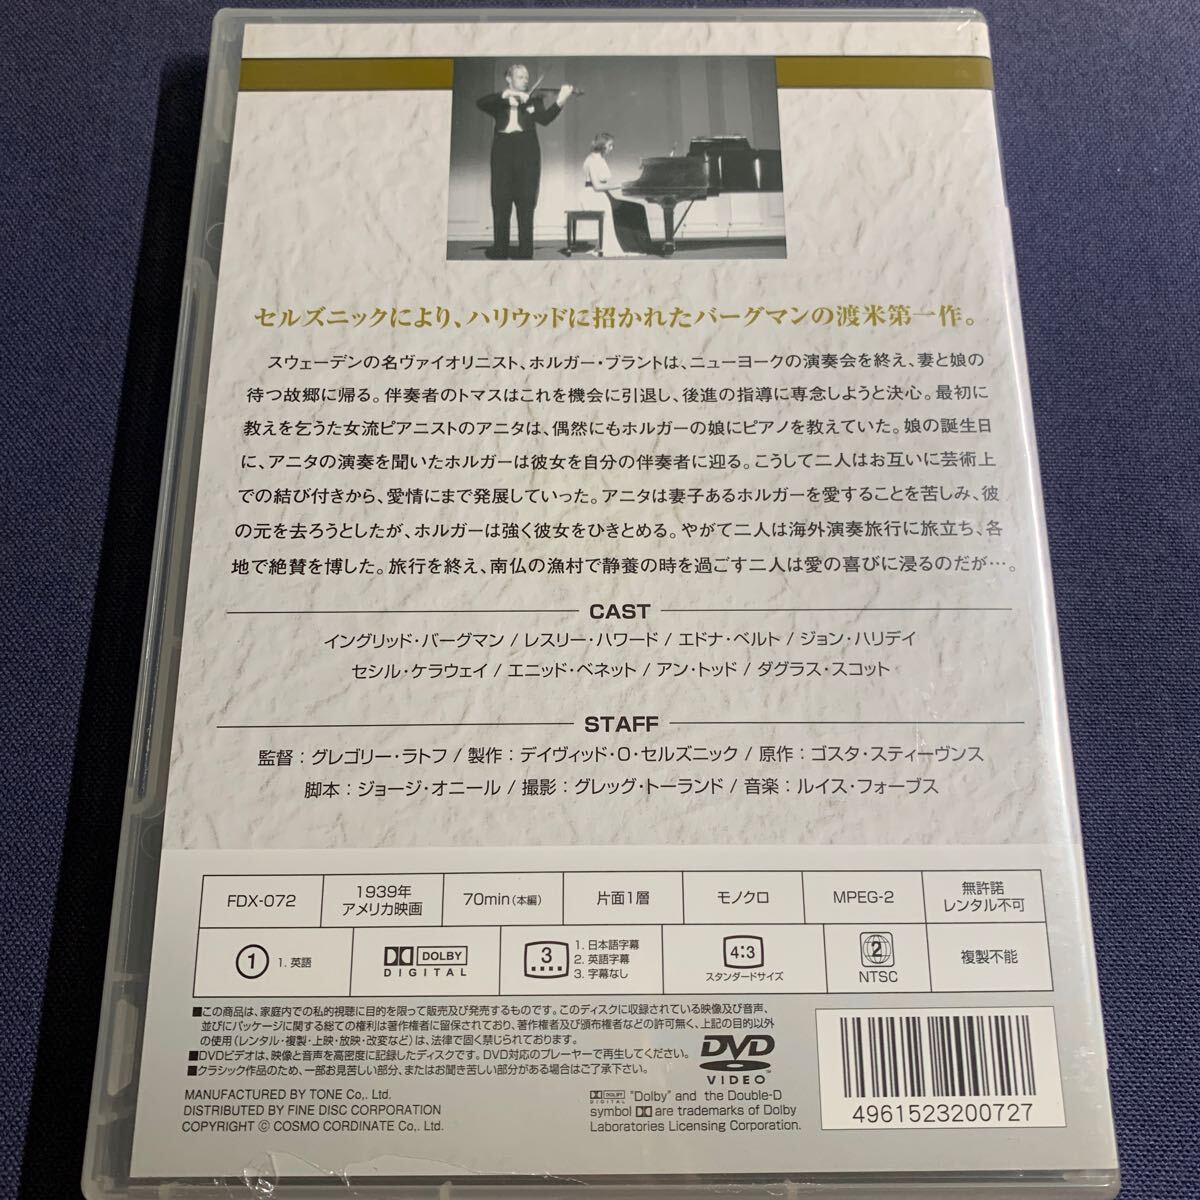 セルズニックにより、ハリウッドに招かれたバーグマンの渡米第一作。
スウェーデンの名ヴァイオリニスト、ホルガー・ブラントは、ニューヨークの演奏会を終え、妻と娘の
待つ故郷に帰る。伴奏者のトマスはこれを機会に引退し、後進の指導に専念しようと決心。最初に
教えを乞うた女流ピアニストのアニタは、偶然にもホルガーの娘にピアノを教えていた。娘の誕生日
に、アニタの演奏を聞いたホルガーは彼女を自分の伴奏者に迎る。こうして二人はお互いに芸術上
での結び付きから、愛情にまで発展していった。アニタは妻子あるホルガーを愛することを苦しみ、彼
の元を去ろうとしたが、ホルガーは強く彼女をひきとめる。やがて二人は海外演奏旅行に旅立ち、各
地で絶賛を博した。旅行を終え、南仏の漁村で静養の時を過ごす二人は愛の喜びに浸るのだが…。
CAST
イングリッド・バーグマン / レスリー・ハワード / エドナ・ベルト / ジョン・ハリデイ
セシル・ケラウェイ / エニッド・ベネット / アン・トッド / ダグラス・スコット
STAFF
監督：グレゴリー・ラトフ / 製作：デイヴィッド・O・セルズニック / 原作：ゴスタ・スティーヴンス
脚本：ジョージ・オニール / 撮影：グレッグ・トーランド / 音楽：ルイス・フォーブス
FDX-072
1939年
アメリカ映画
70min(本編)
片面1層
モノクロ
MPEG-2
無許諾
レンタル不可
1
1. 英語
DOLBY
DIGITAL
3
1. 日本語字幕
2. 英語字幕
3. 字幕なし
4:3
スタンダードサイズ
2
NTSC
複製不能
■この商品は、家庭内での私的視聴に目的を限って販売及び発売するものです。このディスクに収録されている映像及び音声、
並びにパッケージに関する総ての権利は著作権者に留保されており、著作権者及び頒布権者などの許可無く、上記の目的以外
の使用(レンタル・複製・上映・放映・改変など)は、法律で固く禁じられております。
■DVDビデオは、映像と音声を高密度に記録したディスクです。DVD対応のプレーヤーで再生してください。
■クラシック作品のため、一部お見苦しい部分、またはお聞き苦しい部分がある場合はご了承下さい。
DVD
VIDEO
MANUFACTURED BY TONE Co,. Ltd.
DISTRIBUTED BY FINE DISC CORPORATION
COPYRIGHT © COSMO CORDINATE Co,. Ltd.
DOLBY DIGITAL "Dolby" and the Double-D
symbol are trademarks of Dolby
Laboratories Licensing Corporation.
4961523200727